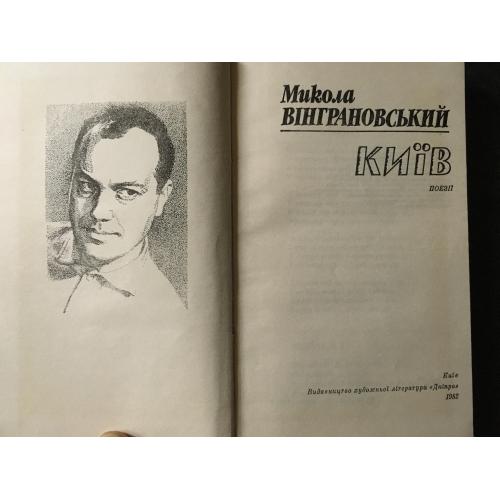 Микола
ВІНГРАНОВСЬКИЙ
КИЇВ
ПОЕЗІЇ
Київ
Видавництво художньої літератури «Дніпро»
1982